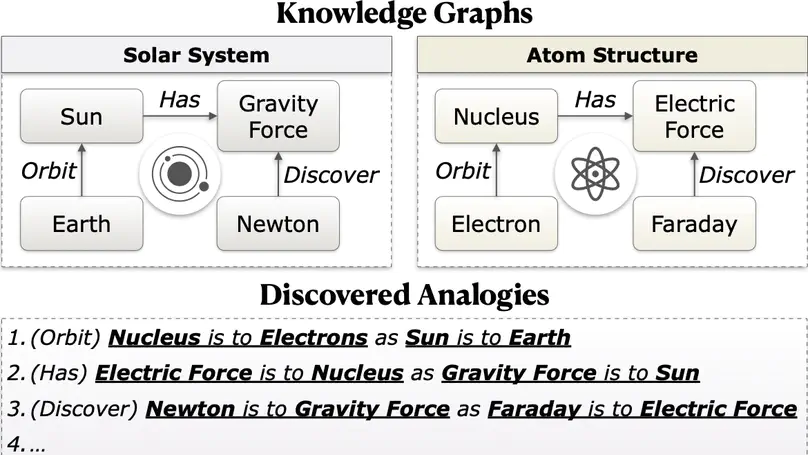 Knowledge Graphs
Solar System
Atom Structure
Sun
Has
Gravity
Force
Orbit
Discover
Earth
Newton
Nucleus
Has
Electric
Force
Orbit
Discover
Electron
Faraday
Discovered Analogies
1. (Orbit) Nucleus is to Electrons as Sun is to Earth
2. (Has) Electric Force is to Nucleus as Gravity Force is to Sun
3. (Discover) Newton is to Gravity Force as Faraday is to Electric Force
4. ...